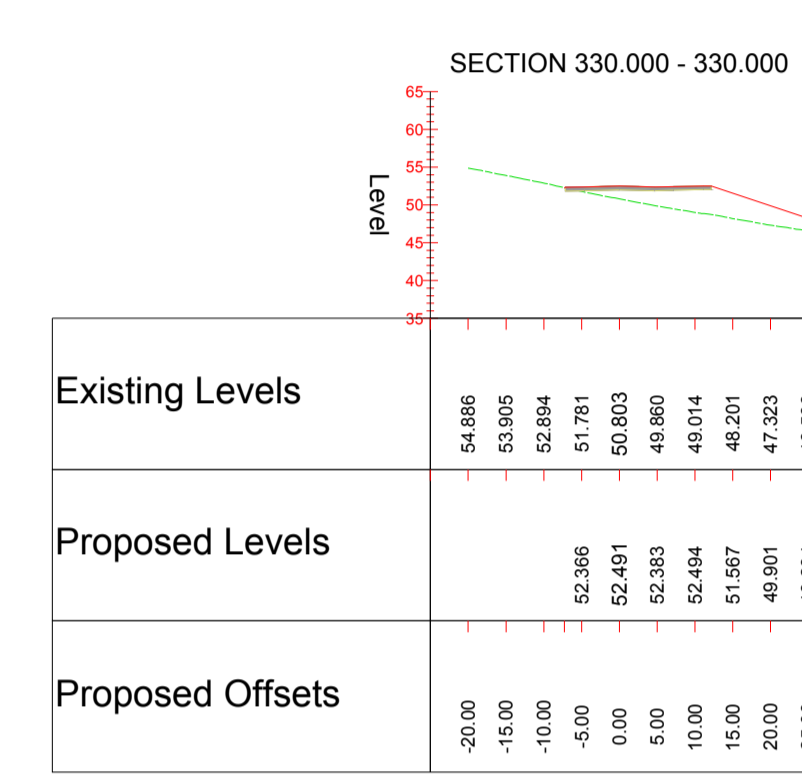 SECTION 330.000 - 330.000
65
60
55
50
45
40
35
Level
Existing Levels
54.886 53.905 52.894 51.781 50.803 49.860 49.014 48.201 47.323
Proposed Levels
52.366 52.491 52.383 52.494 51.567 49.901
Proposed Offsets
-20.00 -15.00 -10.00 -5.00 0.00 5.00 10.00 15.00 20.00